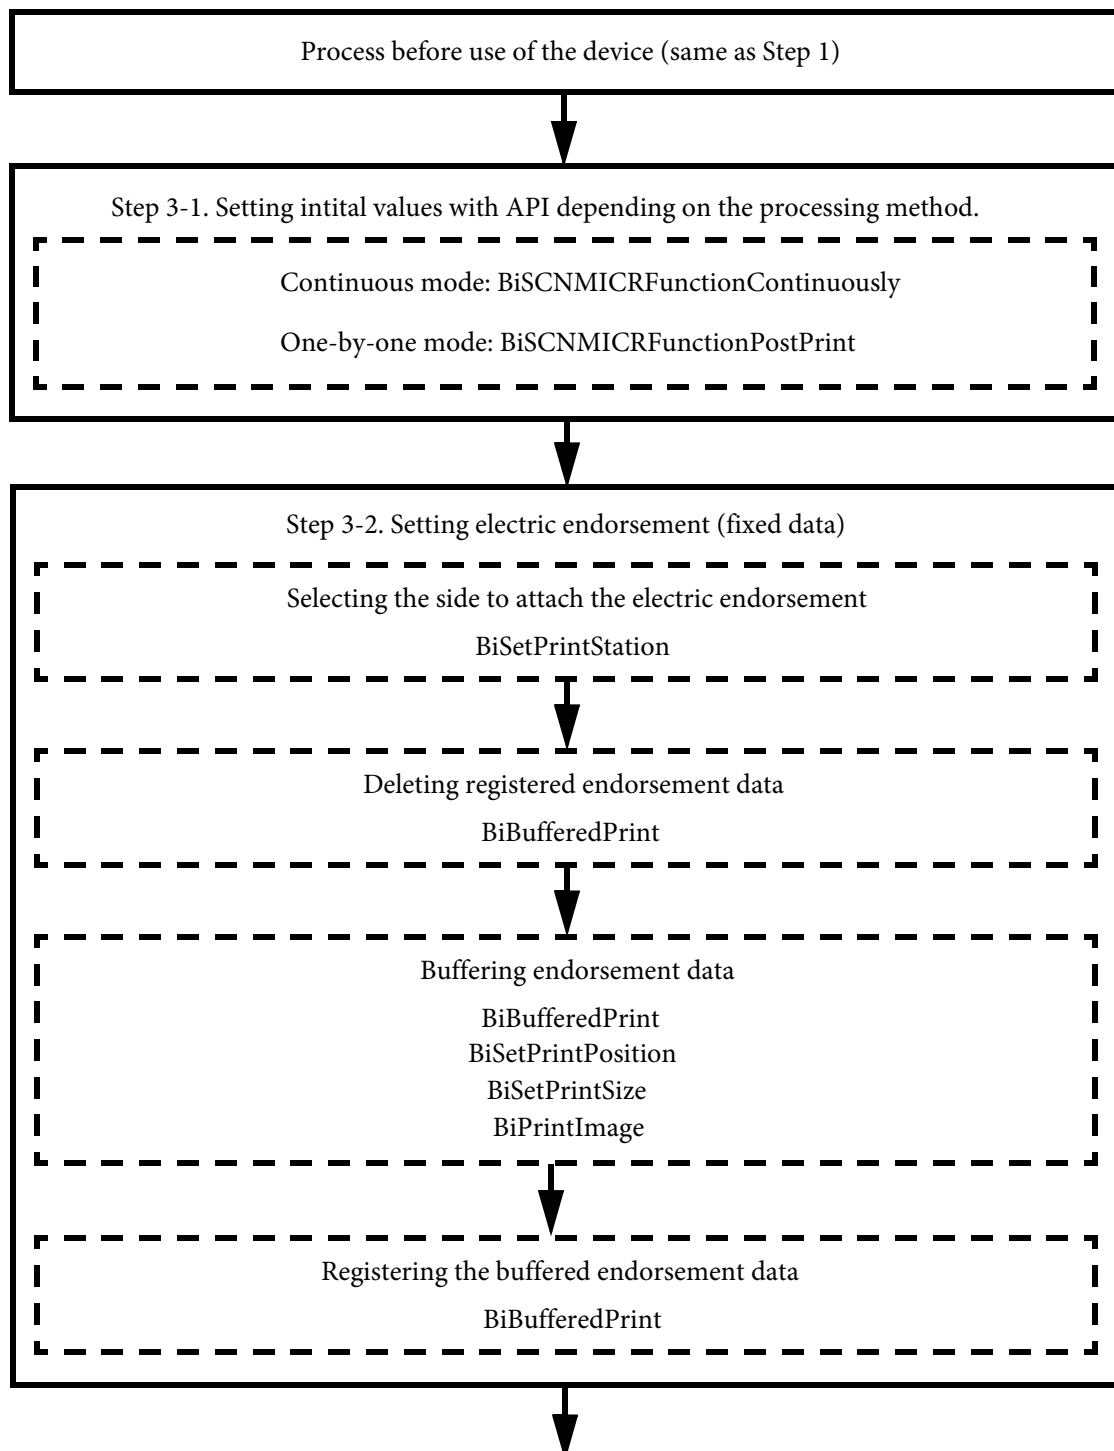 Process before use of the device (same as Step 1)
Step 3-1. Setting intital values with API depending on the processing method.
Continuous mode: BiSCNMICRFunctionContinuously
One-by-one mode: BiSCNMICRFunctionPostPrint
Step 3-2. Setting electric endorsement (fixed data)
Selecting the side to attach the electric endorsement
BiSetPrintStation
Deleting registered endorsement data
BiBufferedPrint
Buffering endorsement data
BiBufferedPrint
BiSetPrintPosition
BiSetPrintSize
BiPrintImage
Registering the buffered endorsement data
BiBufferedPrint